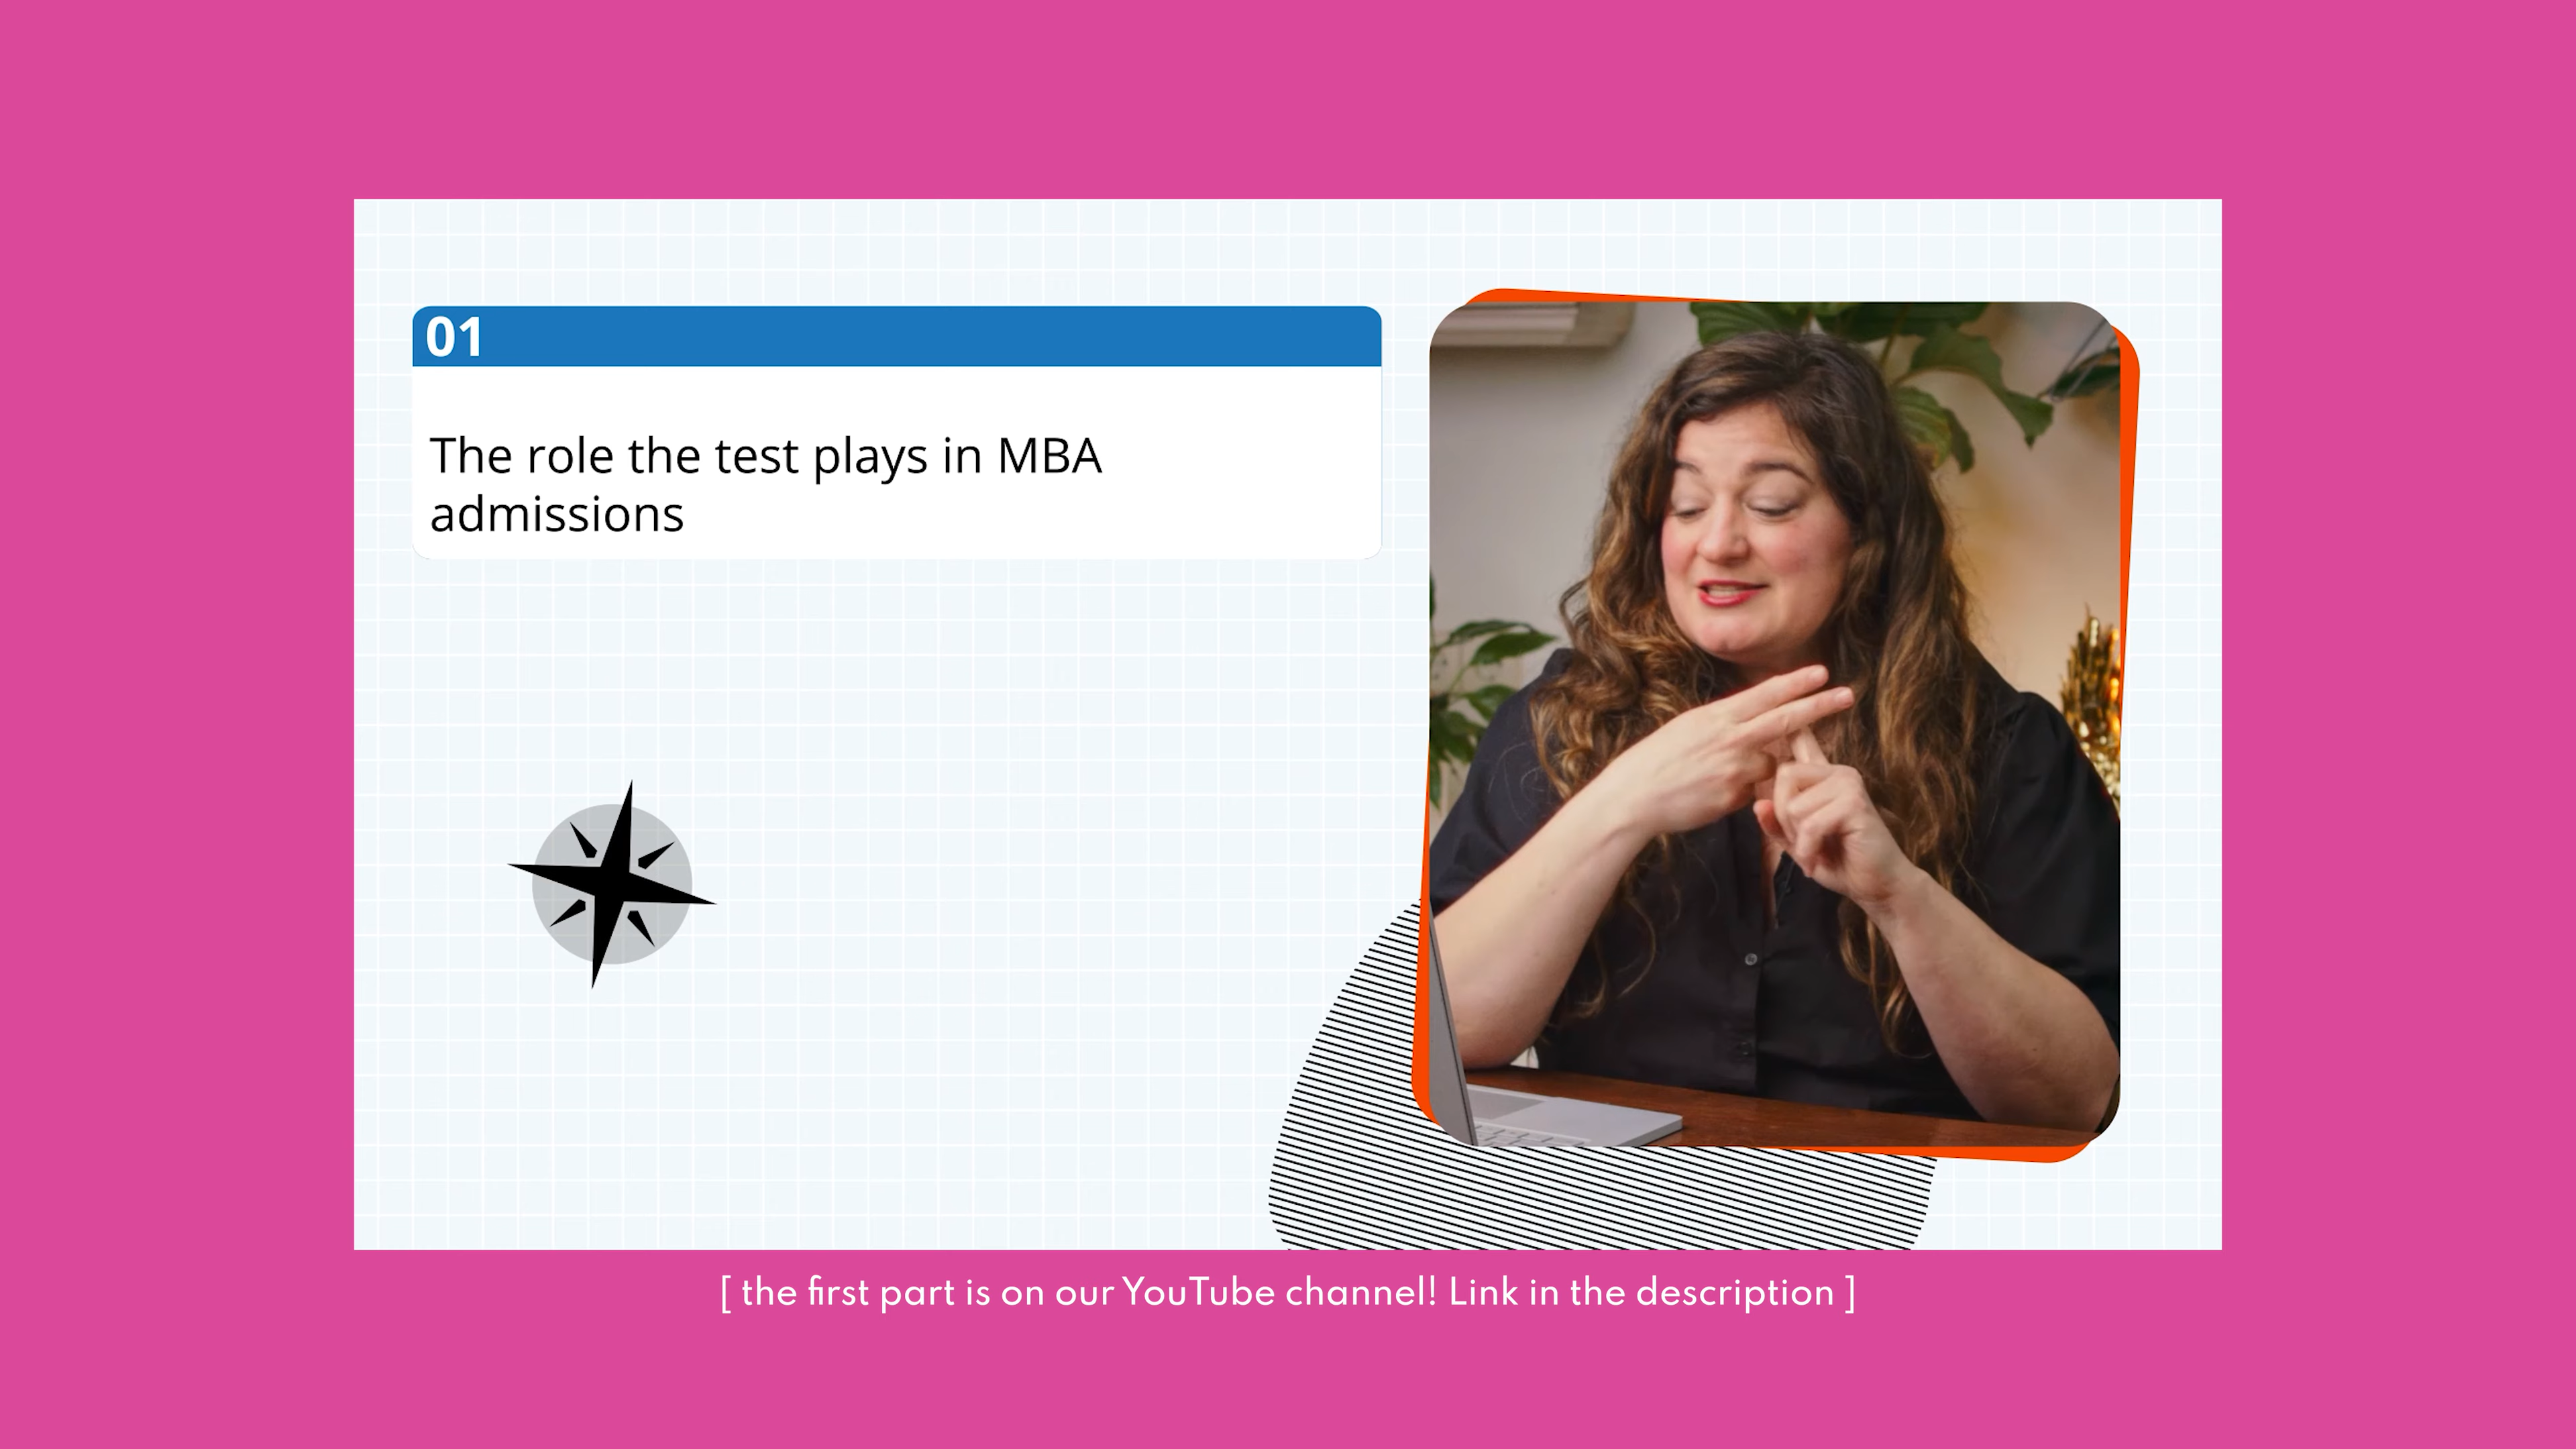 01
The role the test plays in MBA
admissions
[ the first part is on our YouTube channel! Link in the description ]